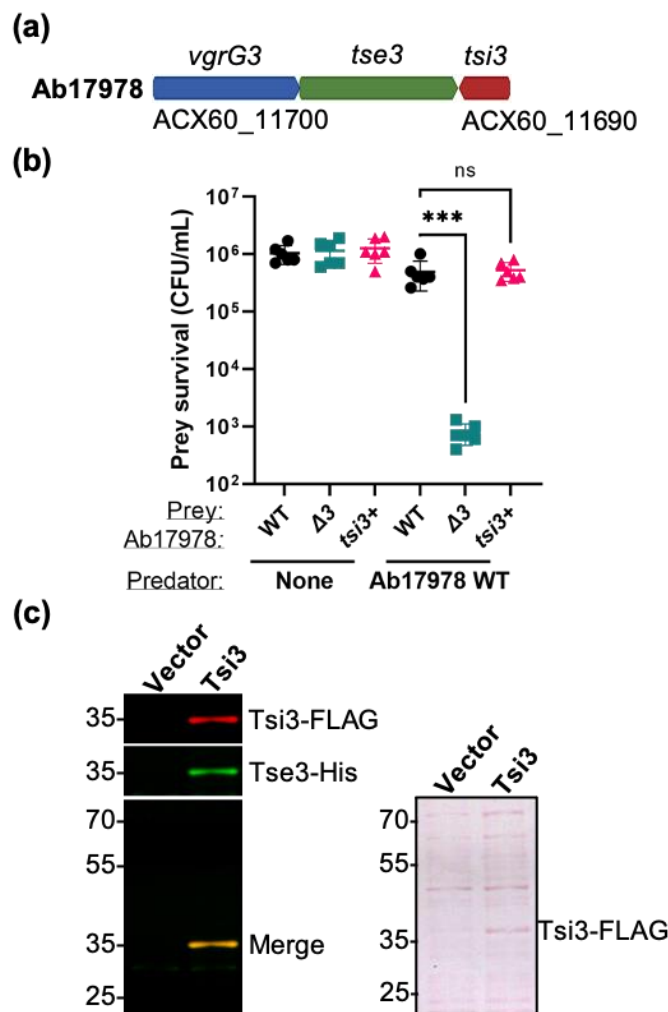 (a)
vgrG3 tse3 tsi3
Ab17978
ACX60_11700 ACX60_11690
(b)
Prey survival (CFU/mL)
10⁷
10⁶
10⁵
10⁴
10³
10²
ns
***
Prey: Ab17978: WT Δ3 tsi3+ WT Δ3 tsi3+
Predator: None Ab17978 WT
(c)
Vector Tsi3
35 Tsi3-FLAG
35 Tse3-His
70
55
35 Merge
25
Vector Tsi3
70
55
35 Tsi3-FLAG
25